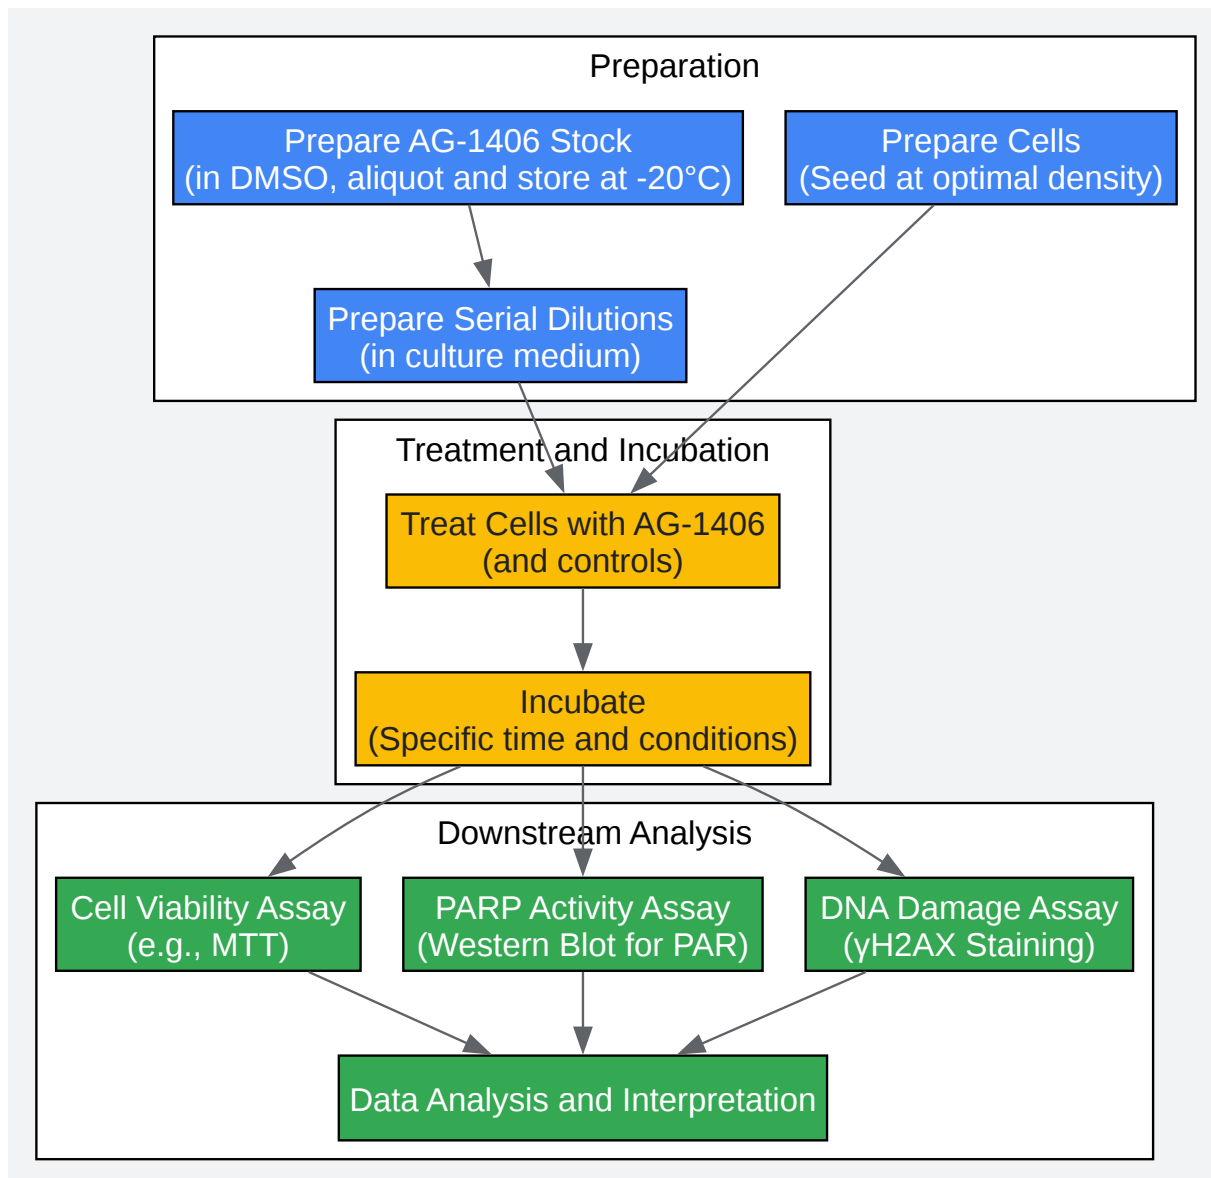 Preparation
Prepare AG-1406 Stock
(in DMSO, aliquot and store at -20°C)
Prepare Cells
(Seed at optimal density)
Prepare Serial Dilutions
(in culture medium)
Treatment and Incubation
Treat Cells with AG-1406
(and controls)
Incubate
(Specific time and conditions)
Downstream Analysis
Cell Viability Assay
(e.g., MTT)
PARP Activity Assay
(Western Blot for PAR)
DNA Damage Assay
(γH2AX Staining)
Data Analysis and Interpretation